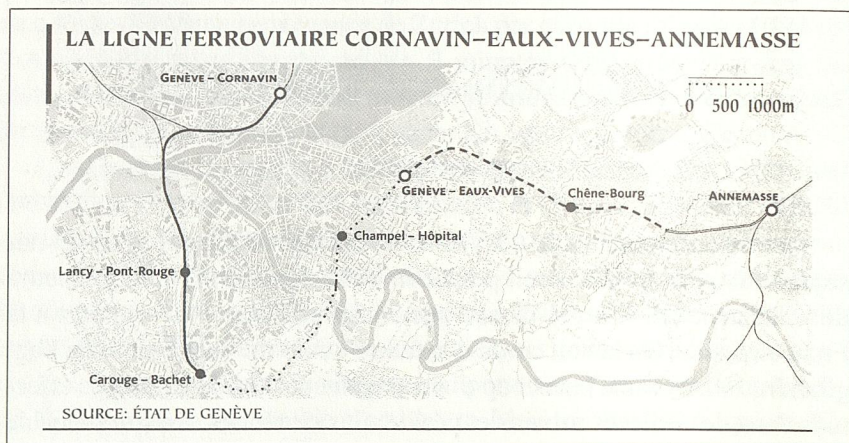 LA LIGNE FERROVIAIRE CORNAVIN–EAUX-VIVES–ANNEMASSE
GENÈVE – CORNAVIN
0 500 1000m
GENÈVE – EAUX-VIVES
Chêne-Bourg
ANNEMASSE
Champel – Hôpital
Lancy – Pont-Rouge
Carouge – Bachet
SOURCE: ÉTAT DE GENÈVE